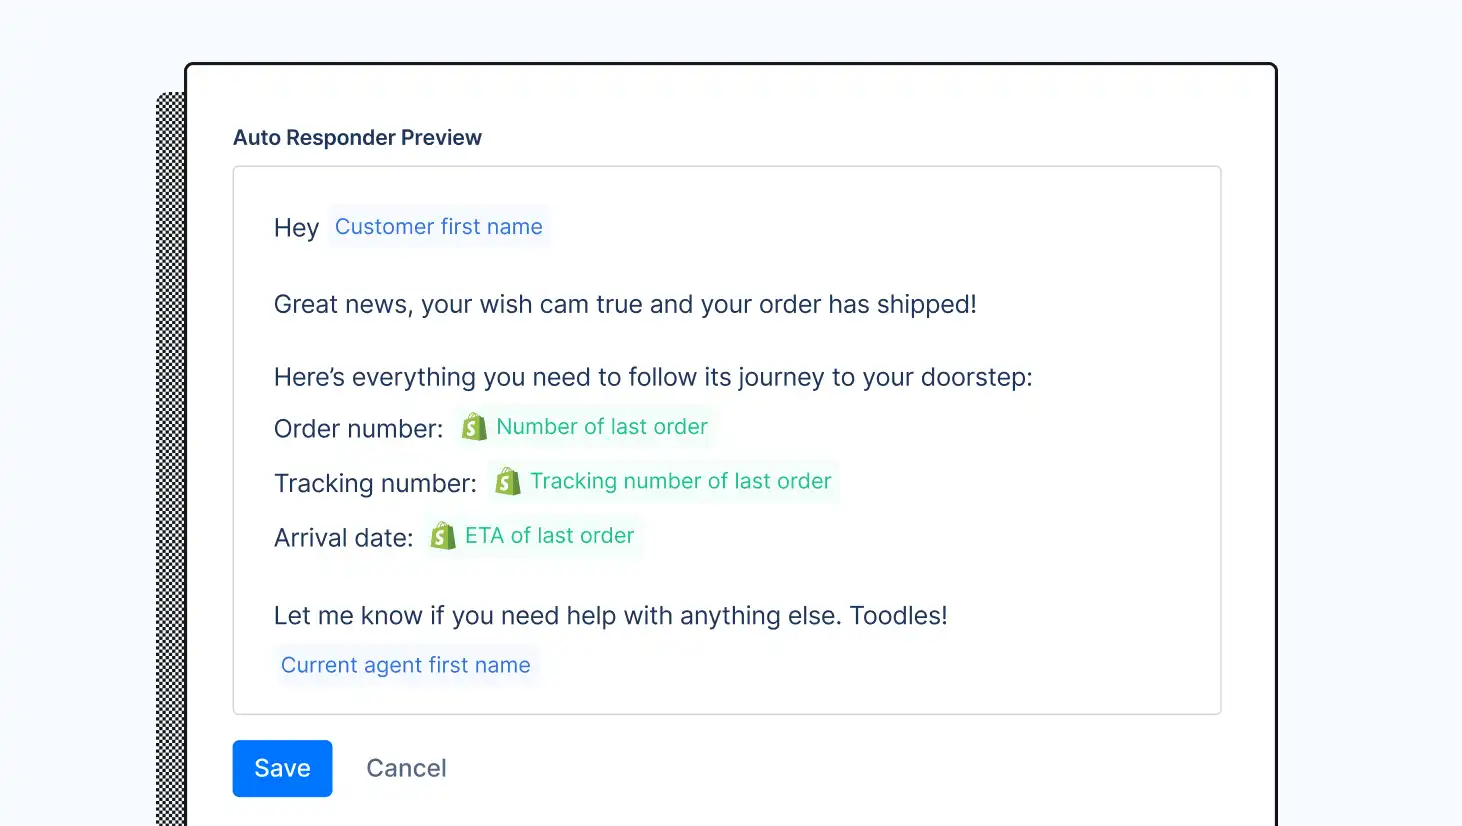 Auto Responder Preview
Hey Customer first name
Great news, your wish cam true and your order has shipped!
Here’s everything you need to follow its journey to your doorstep:
Order number: Number of last order
Tracking number: Tracking number of last order
Arrival date: ETA of last order
Let me know if you need help with anything else. Toodles!
Current agent first name
Save Cancel